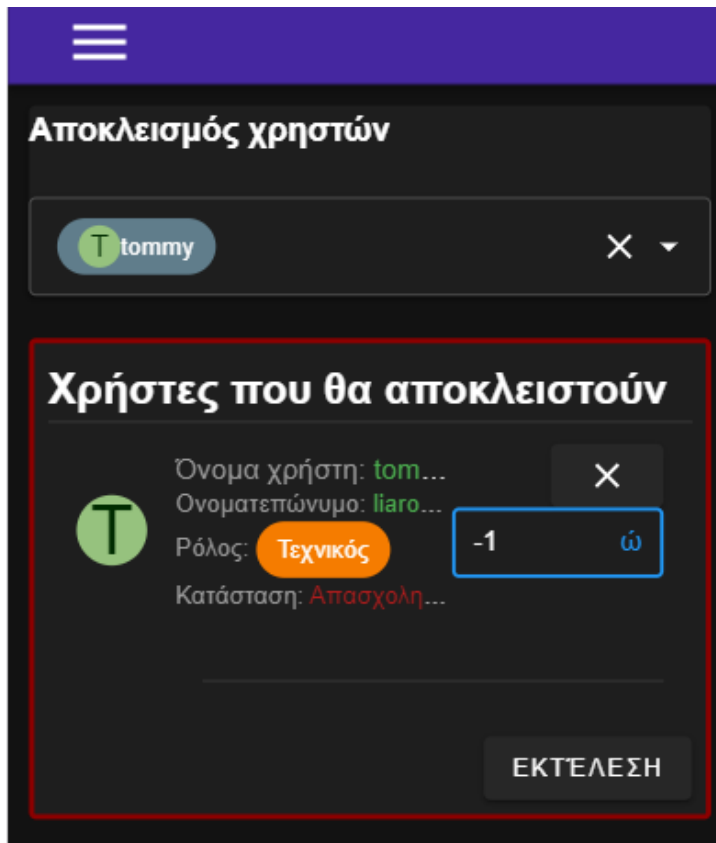 Αποκλεισμός χρηστών
T tommy
Χρήστες που θα αποκλειστούν
T
Όνομα χρήστη: tom...
Ονοματεπώνυμο: liaro...
Ρόλος: Τεχνικός
-1 ώ
Κατάσταση: Απασχολη...
ΕΚΤΈΛΕΣΗ